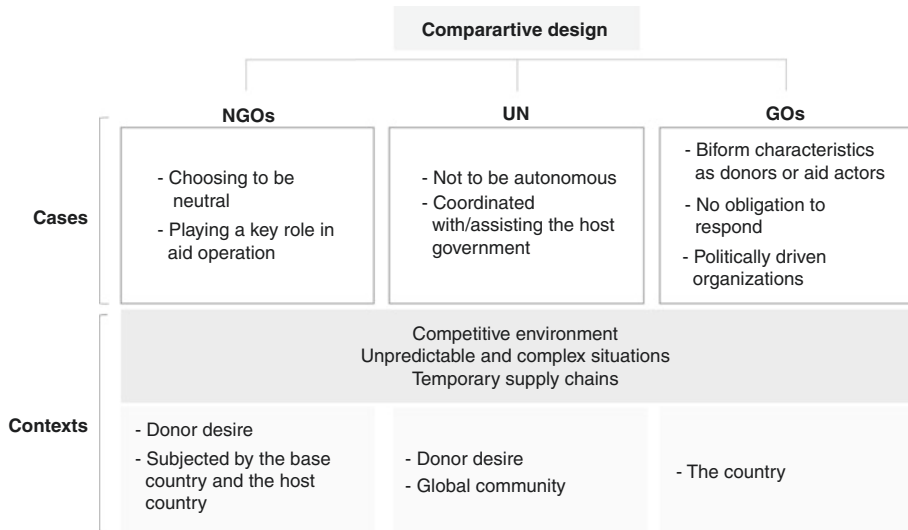 Comparartive design
NGOs
UN
GOs
Cases
- Choosing to be
neutral
- Playing a key role in
aid operation
- Not to be autonomous
- Coordinated
with/assisting the host
government
- Biform characteristics
as donors or aid actors
- No obligation to
respond
- Politically driven
organizations
Contexts
Competitive environment
Unpredictable and complex situations
Temporary supply chains
- Donor desire
- Subjected by the base
country and the host
country
- Donor desire
- Global community
- The country